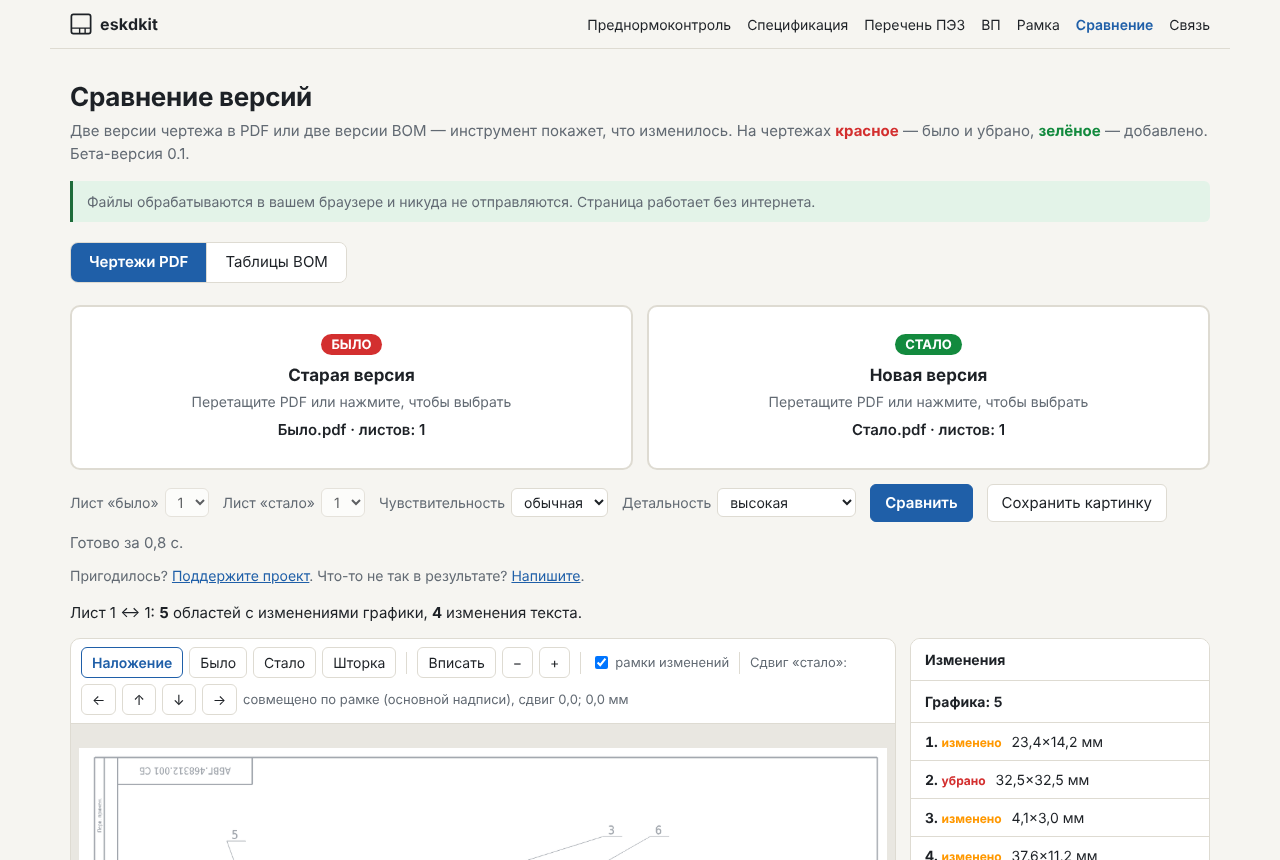 eskdkit
Преднормоконтроль Спецификация Перечень ПЭ3 ВП Рамка Сравнение Связь
Сравнение версий
Две версии чертежа в PDF или две версии BOM — инструмент покажет, что изменилось. На чертежах красное — было и убрано, зелёное — добавлено.
Бета-версия 0.1.
Файлы обрабатываются в вашем браузере и никуда не отправляются. Страница работает без интернета.
Чертежи PDF Таблицы BOM
БЫЛО
Старая версия
Перетащите PDF или нажмите, чтобы выбрать
Было.pdf · листов: 1
СТАЛО
Новая версия
Перетащите PDF или нажмите, чтобы выбрать
Стало.pdf · листов: 1
Лист «было» 1 Лист «стало» 1 Чувствительность обычная Детальность высокая Сравнить Сохранить картинку
Готово за 0,8 с.
Пригодилось? Поддержите проект. Что-то не так в результате? Напишите.
Лист 1 ↔ 1: 5 областей с изменениями графики, 4 изменения текста.
Наложение Было Стало Шторка Вписать − + рамки изменений Сдвиг «стало»:
← ↑ ↓ → совмещено по рамке (основной надписи), сдвиг 0,0; 0,0 мм
АБВГ.468312.001 СБ
5
3 6
Изменения
Графика: 5
1. изменено 23,4×14,2 мм
2. убрано 32,5×32,5 мм
3. изменено 4,1×3,0 мм
4. изменено 37,6×11,2 мм